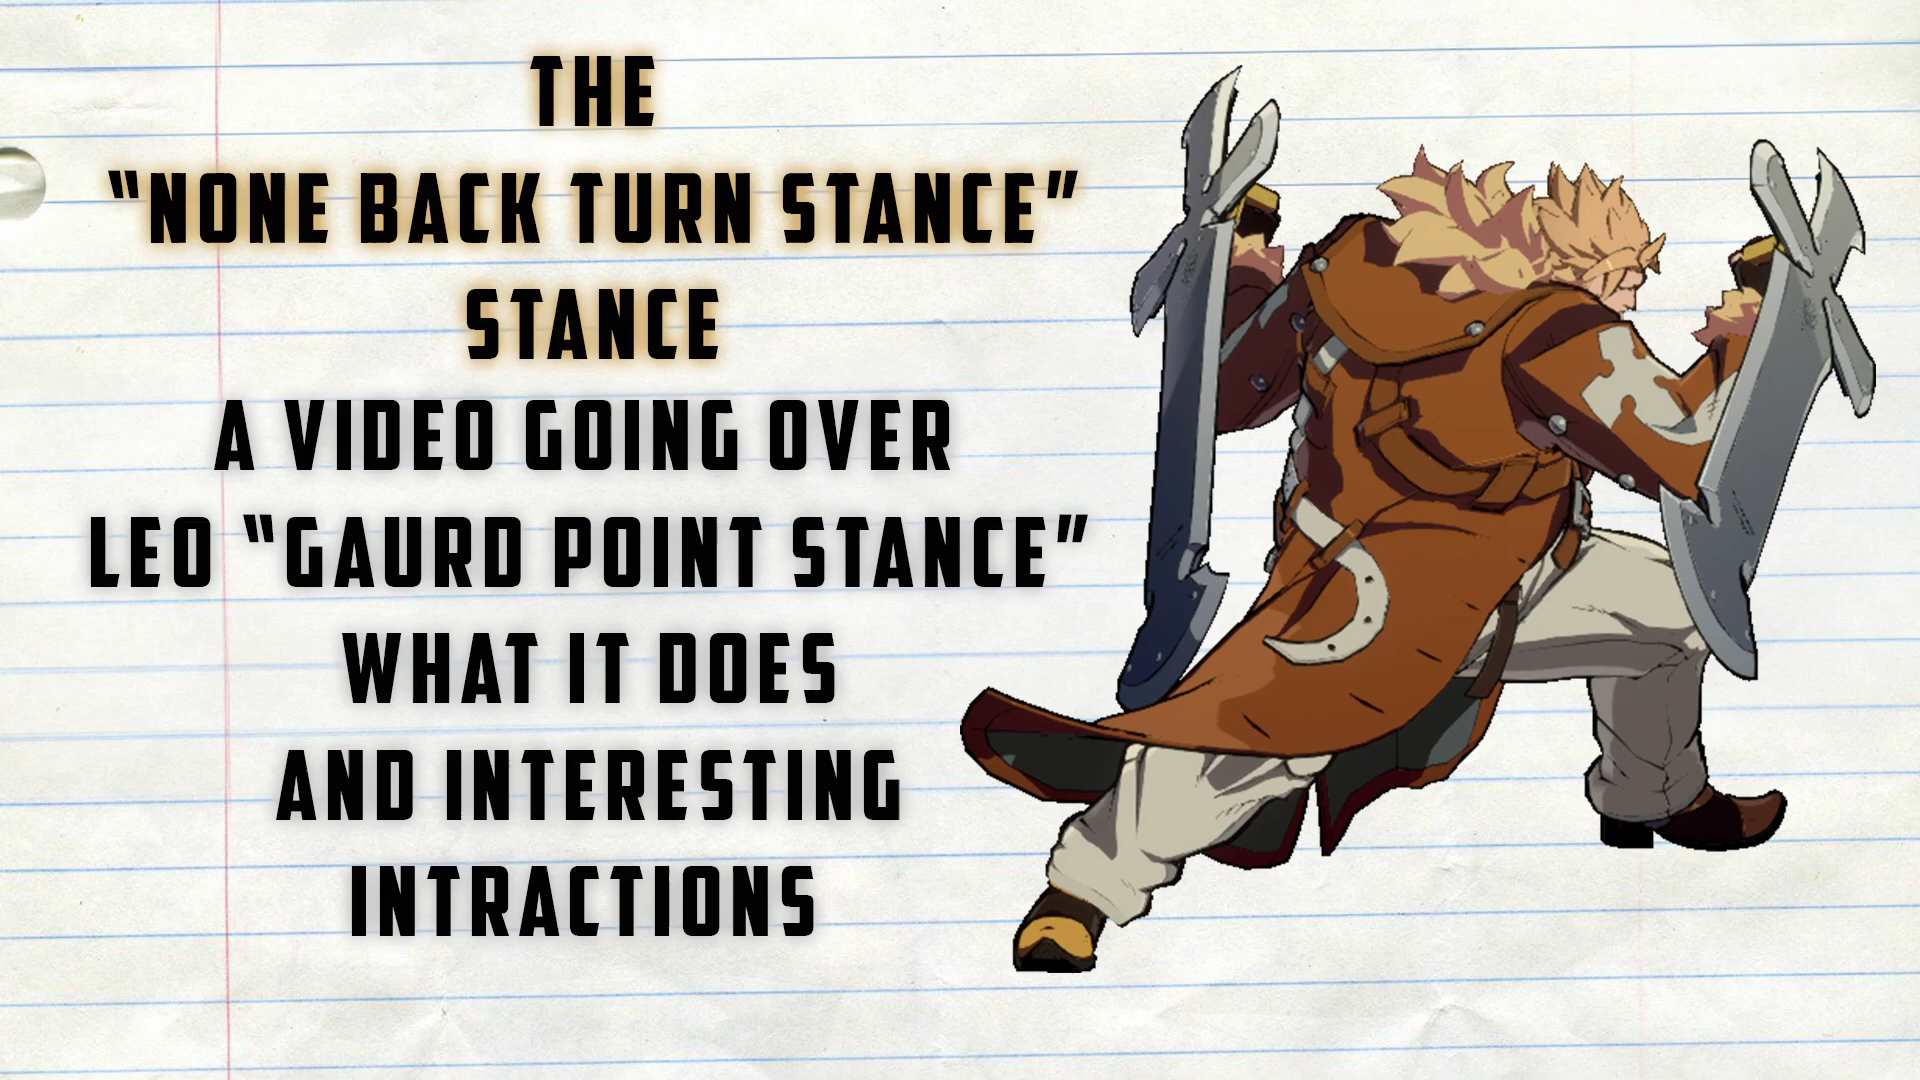 THE
“NONE BACK TURN STANCE”
STANCE
A VIDEO GOING OVER
LEO “GAURD POINT STANCE”
WHAT IT DOES
AND INTERESTING
INTRACTIONS